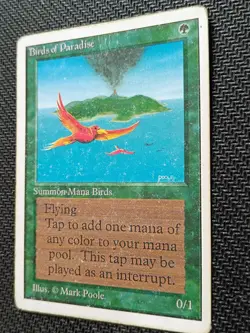 Birds of Paradise
POOLE
Summon Mana Birds
Flying
Tap to add one mana of
any color to your mana
pool. This tap may be
played as an interrupt.
Illus. © Mark Poole
0/1